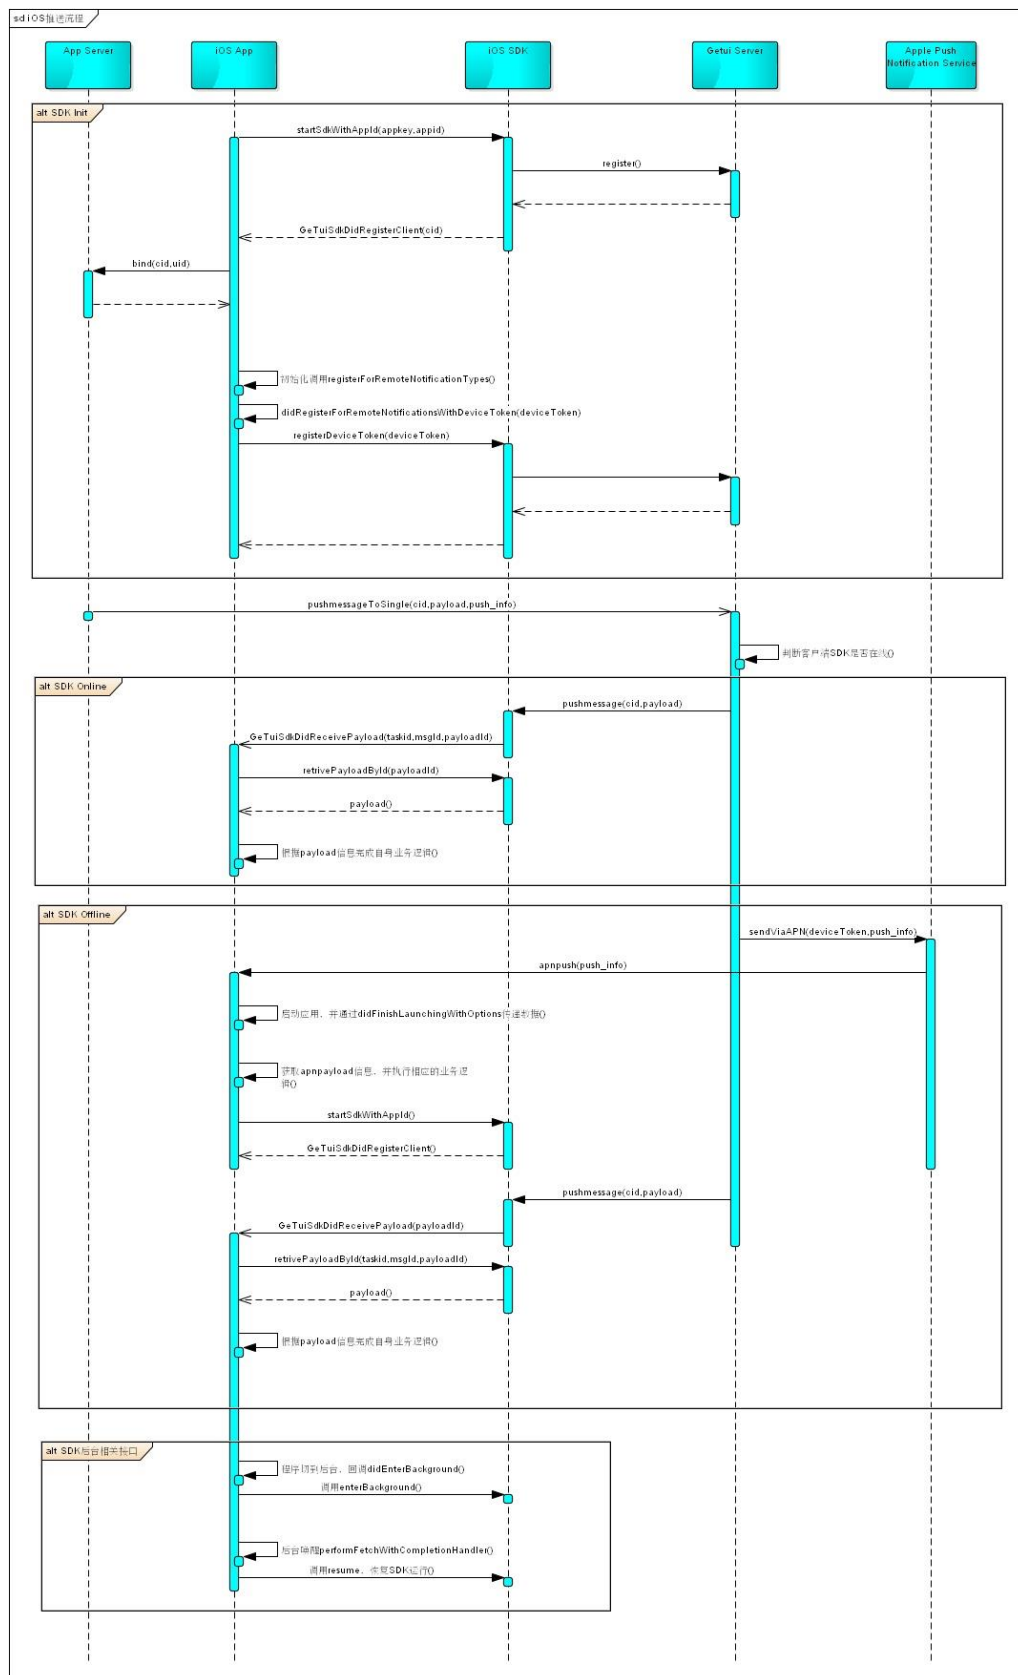 sd iOS推送流程
App Server
iOS App
iOS SDK
Getui Server
Apple Push
Notification Service
alt SDK Init
startSdkWithAppId(appkey,appid)
register()
GeTuiSdkDidRegisterClient(cid)
bind(cid,uid)
初始化调用registerForRemoteNotificationTypes()
didRegisterForRemoteNotificationsWithDeviceToken(deviceToken)
registerDeviceToken(deviceToken)
pushmessageToSingle(cid,payload,push_info)
判断客户端SDK是否在线()
alt SDK Online
pushmessage(cid,payload)
GeTuiSdkDidReceivePayload(taskid,msgId,payloadId)
retrivePayloadById(payloadId)
payload()
根据payload信息完成自身业务逻辑()
alt SDK Offline
sendViaAPN(deviceToken,push_info)
apnpush(push_info)
启动应用、并通过didFinishLaunchingWithOptions传递数据()
获取apnpayload信息、并执行相应的业务逻
辑()
startSdkWithAppId()
GeTuiSdkDidRegisterClient()
pushmessage(cid,payload)
GeTuiSdkDidReceivePayload(payloadId)
retrivePayloadById(taskid,msgId,payloadId)
payload()
根据payload信息完成自身业务逻辑()
alt SDK后台相关接口
程序切到后台、回调didEnterBackground()
调用enterBackground()
后台唤醒performFetchWithCompletionHandler()
调用resume、恢复SDK运行()